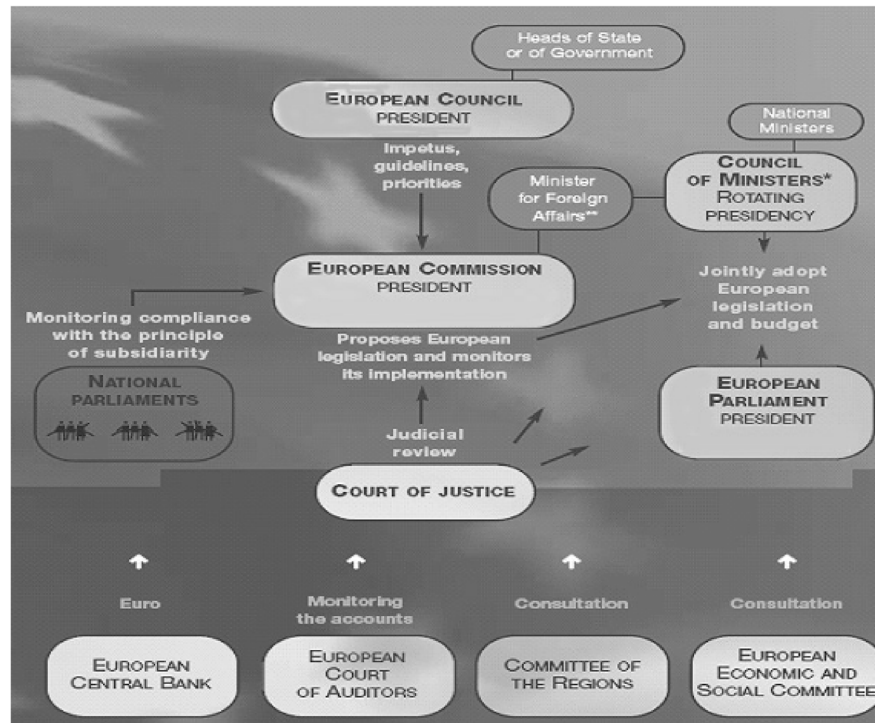 Heads of State
or of Government
EUROPEAN COUNCIL
PRESIDENT
National
Ministers
Impetus,
guidelines,
priorities
Minister
for Foreign
Affairs**
COUNCIL
OF MINISTERS*
ROTATING
PRESIDENCY
EUROPEAN COMMISSION
PRESIDENT
Jointly adopt
European
legislation
and budget
Monitoring compliance
with the principle
of subsidiarity
Proposes European
legislation and monitors
its implementation
NATIONAL
PARLIAMENTS
EUROPEAN
PARLIAMENT
PRESIDENT
Judicial
review
COURT OF JUSTICE
Euro
Monitoring
the accounts
Consultation
Consultation
EUROPEAN
CENTRAL BANK
EUROPEAN
COURT
OF AUDITORS
COMMITTEE OF
THE REGIONS
EUROPEAN
ECONOMIC AND
SOCIAL COMMITTEE